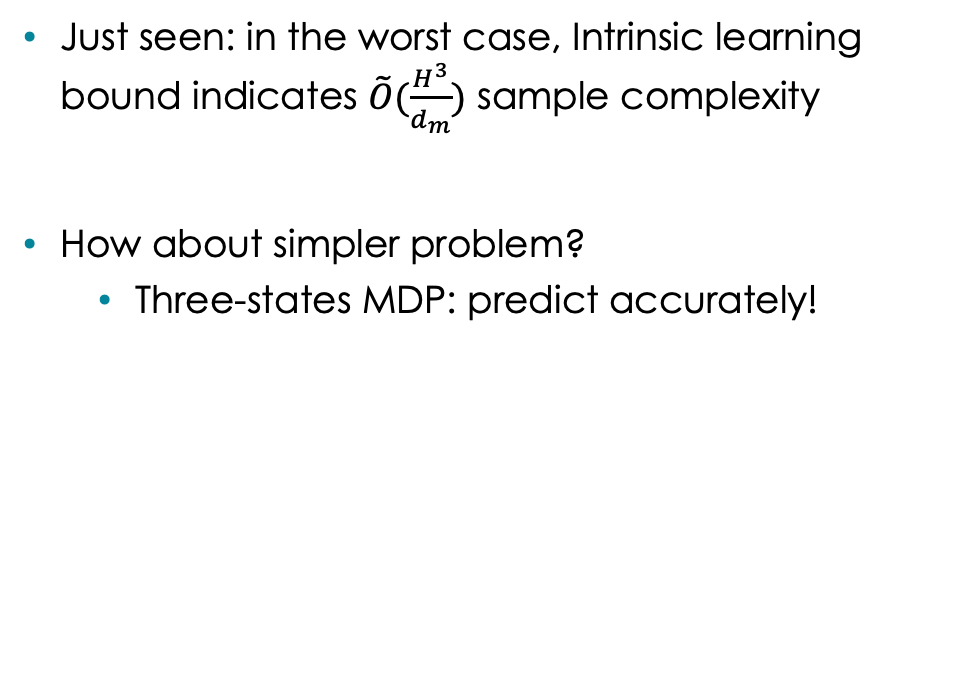 • Just seen: in the worst case, Intrinsic learning
bound indicates Õ(H³/dₘ) sample complexity
• How about simpler problem?
• Three-states MDP: predict accurately!